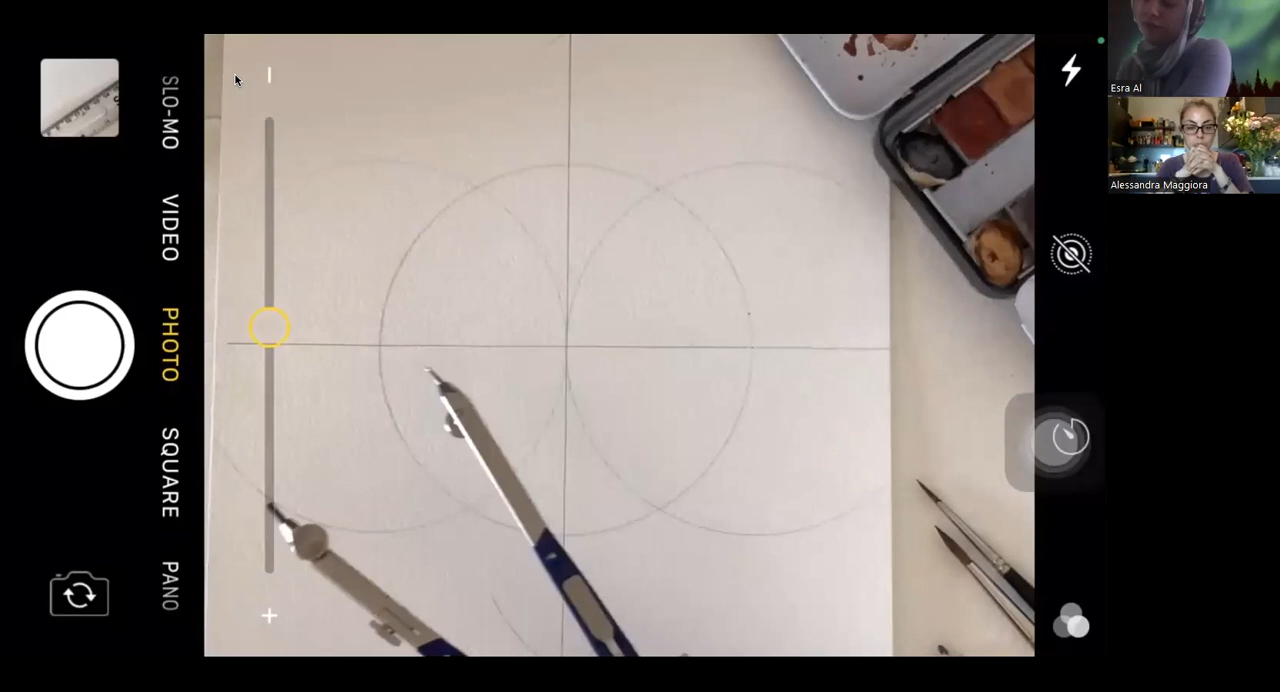 SLO-MO
VIDEO
PHOTO
SQUARE
PANO
Esra Al
Alessandra Maggiora